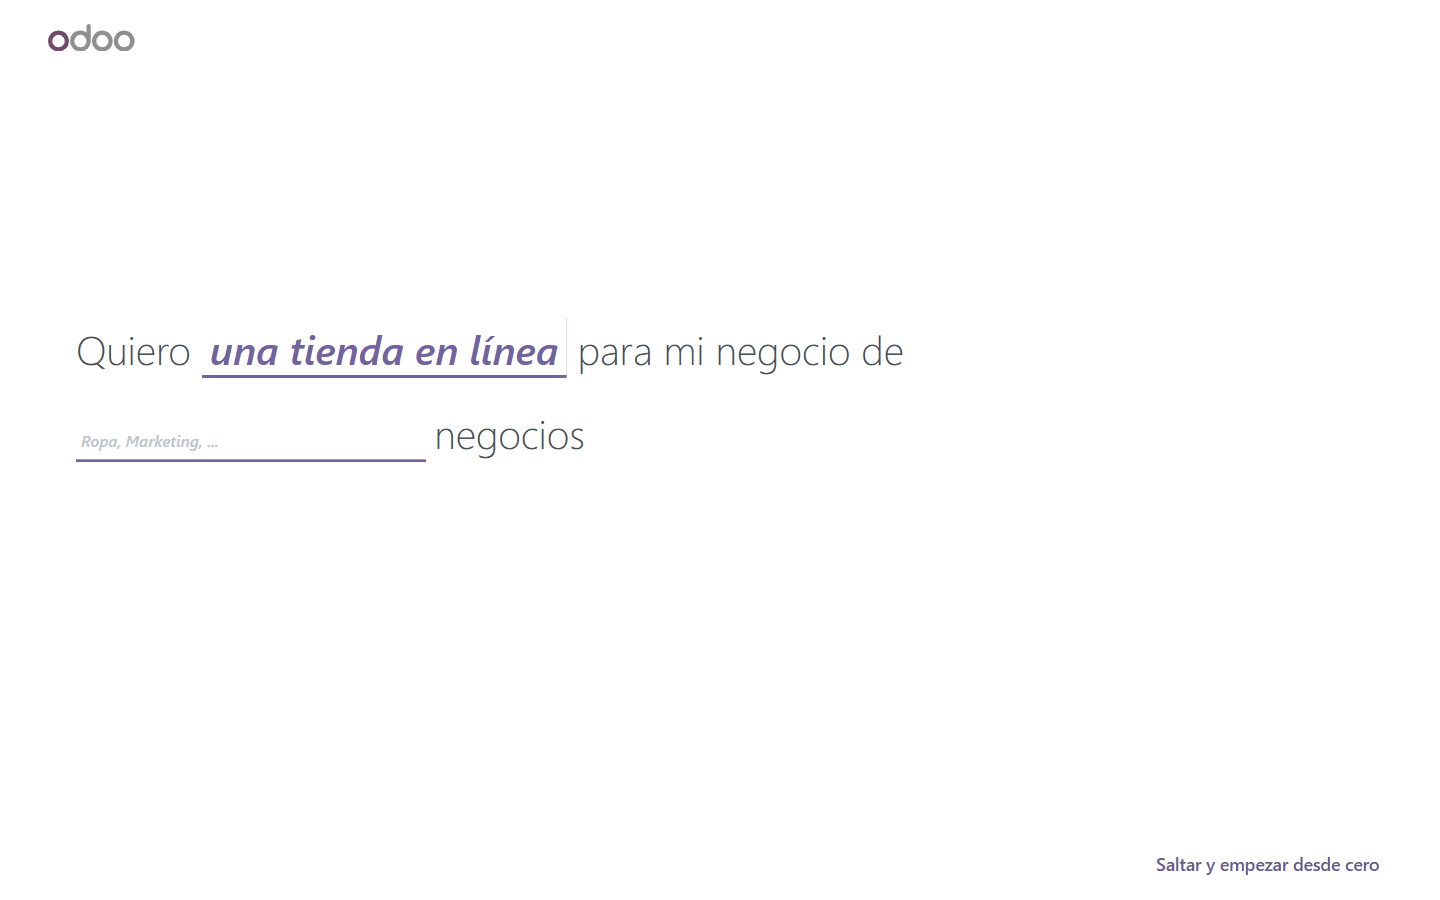 odoo
Quiero una tienda en línea para mi negocio de
Ropa, Marketing, ... negocios
Saltar y empezar desde cero